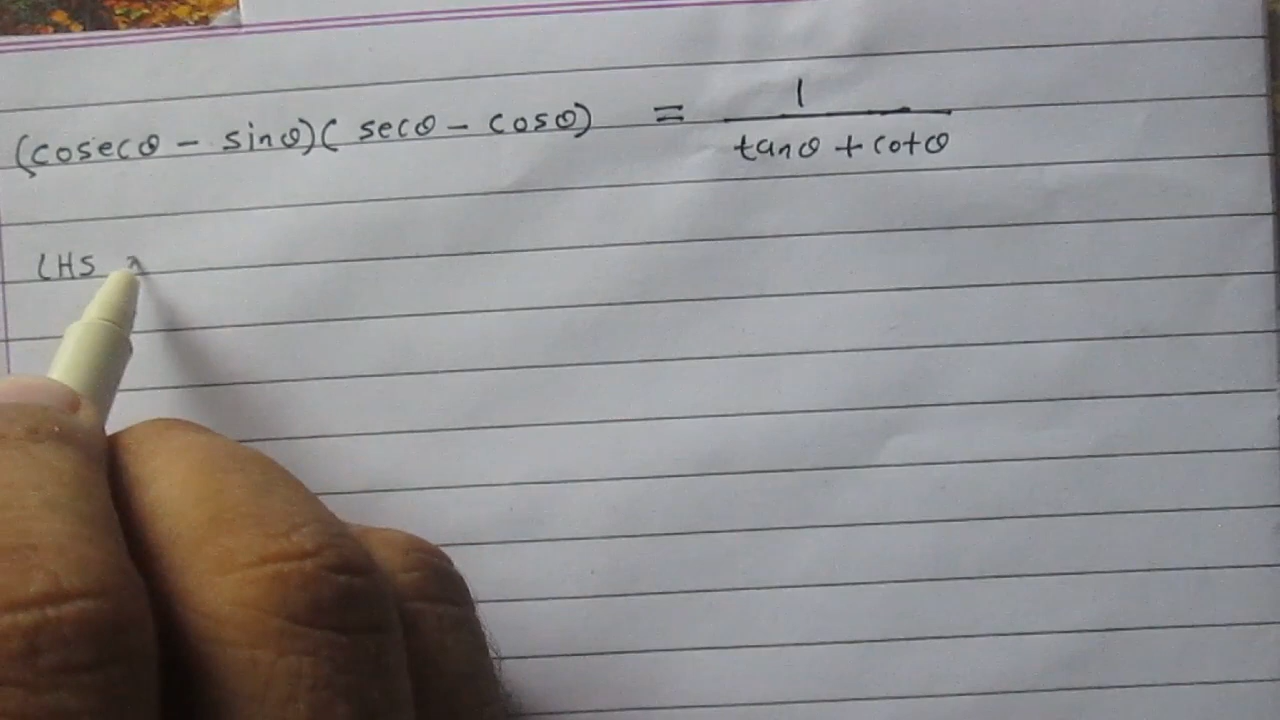 (cosecθ - sinθ)(secθ - cosθ) = 1/(tanθ + cotθ)
LHS